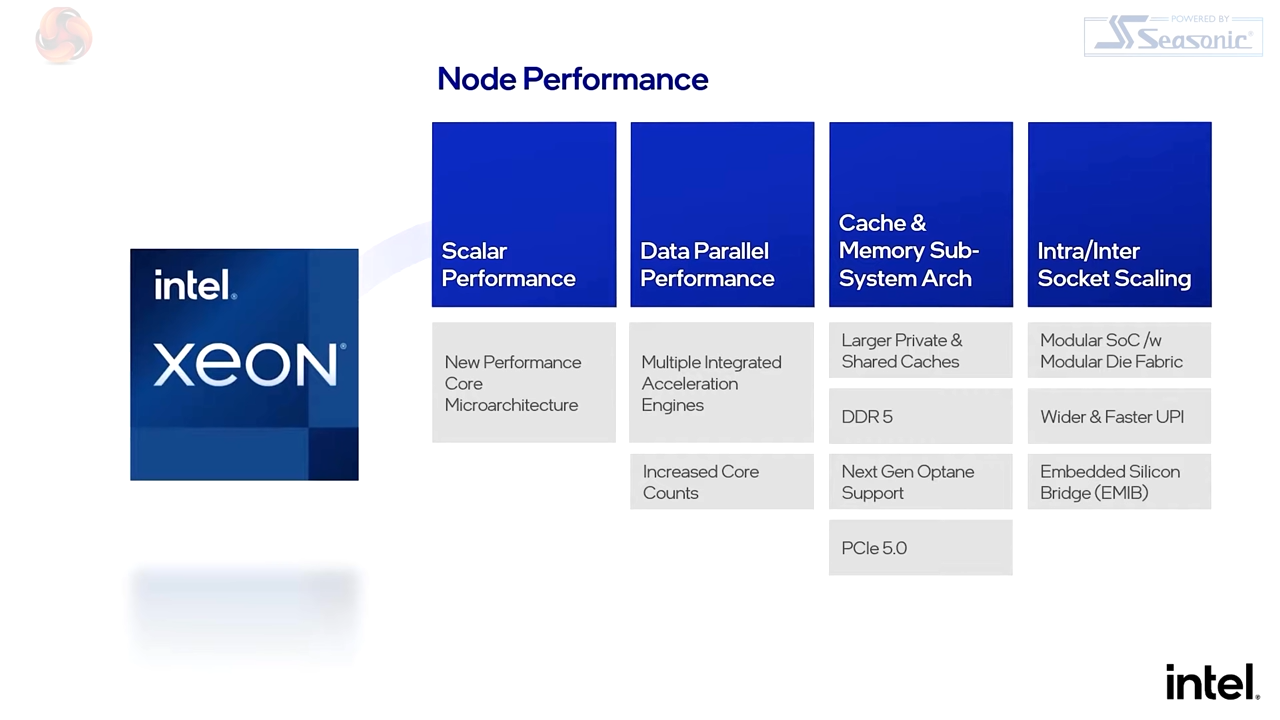 POWERED BY
Seasonic®
Node Performance
intel®
xeon®
Scalar
Performance
New Performance
Core
Microarchitecture
Data Parallel
Performance
Multiple Integrated
Acceleration
Engines
Increased Core
Counts
Cache &
Memory Sub-
System Arch
Larger Private &
Shared Caches
DDR 5
Next Gen Optane
Support
PCIe 5.0
Intra/Inter
Socket Scaling
Modular SoC /w
Modular Die Fabric
Wider & Faster UPI
Embedded Silicon
Bridge (EMIB)
intel®